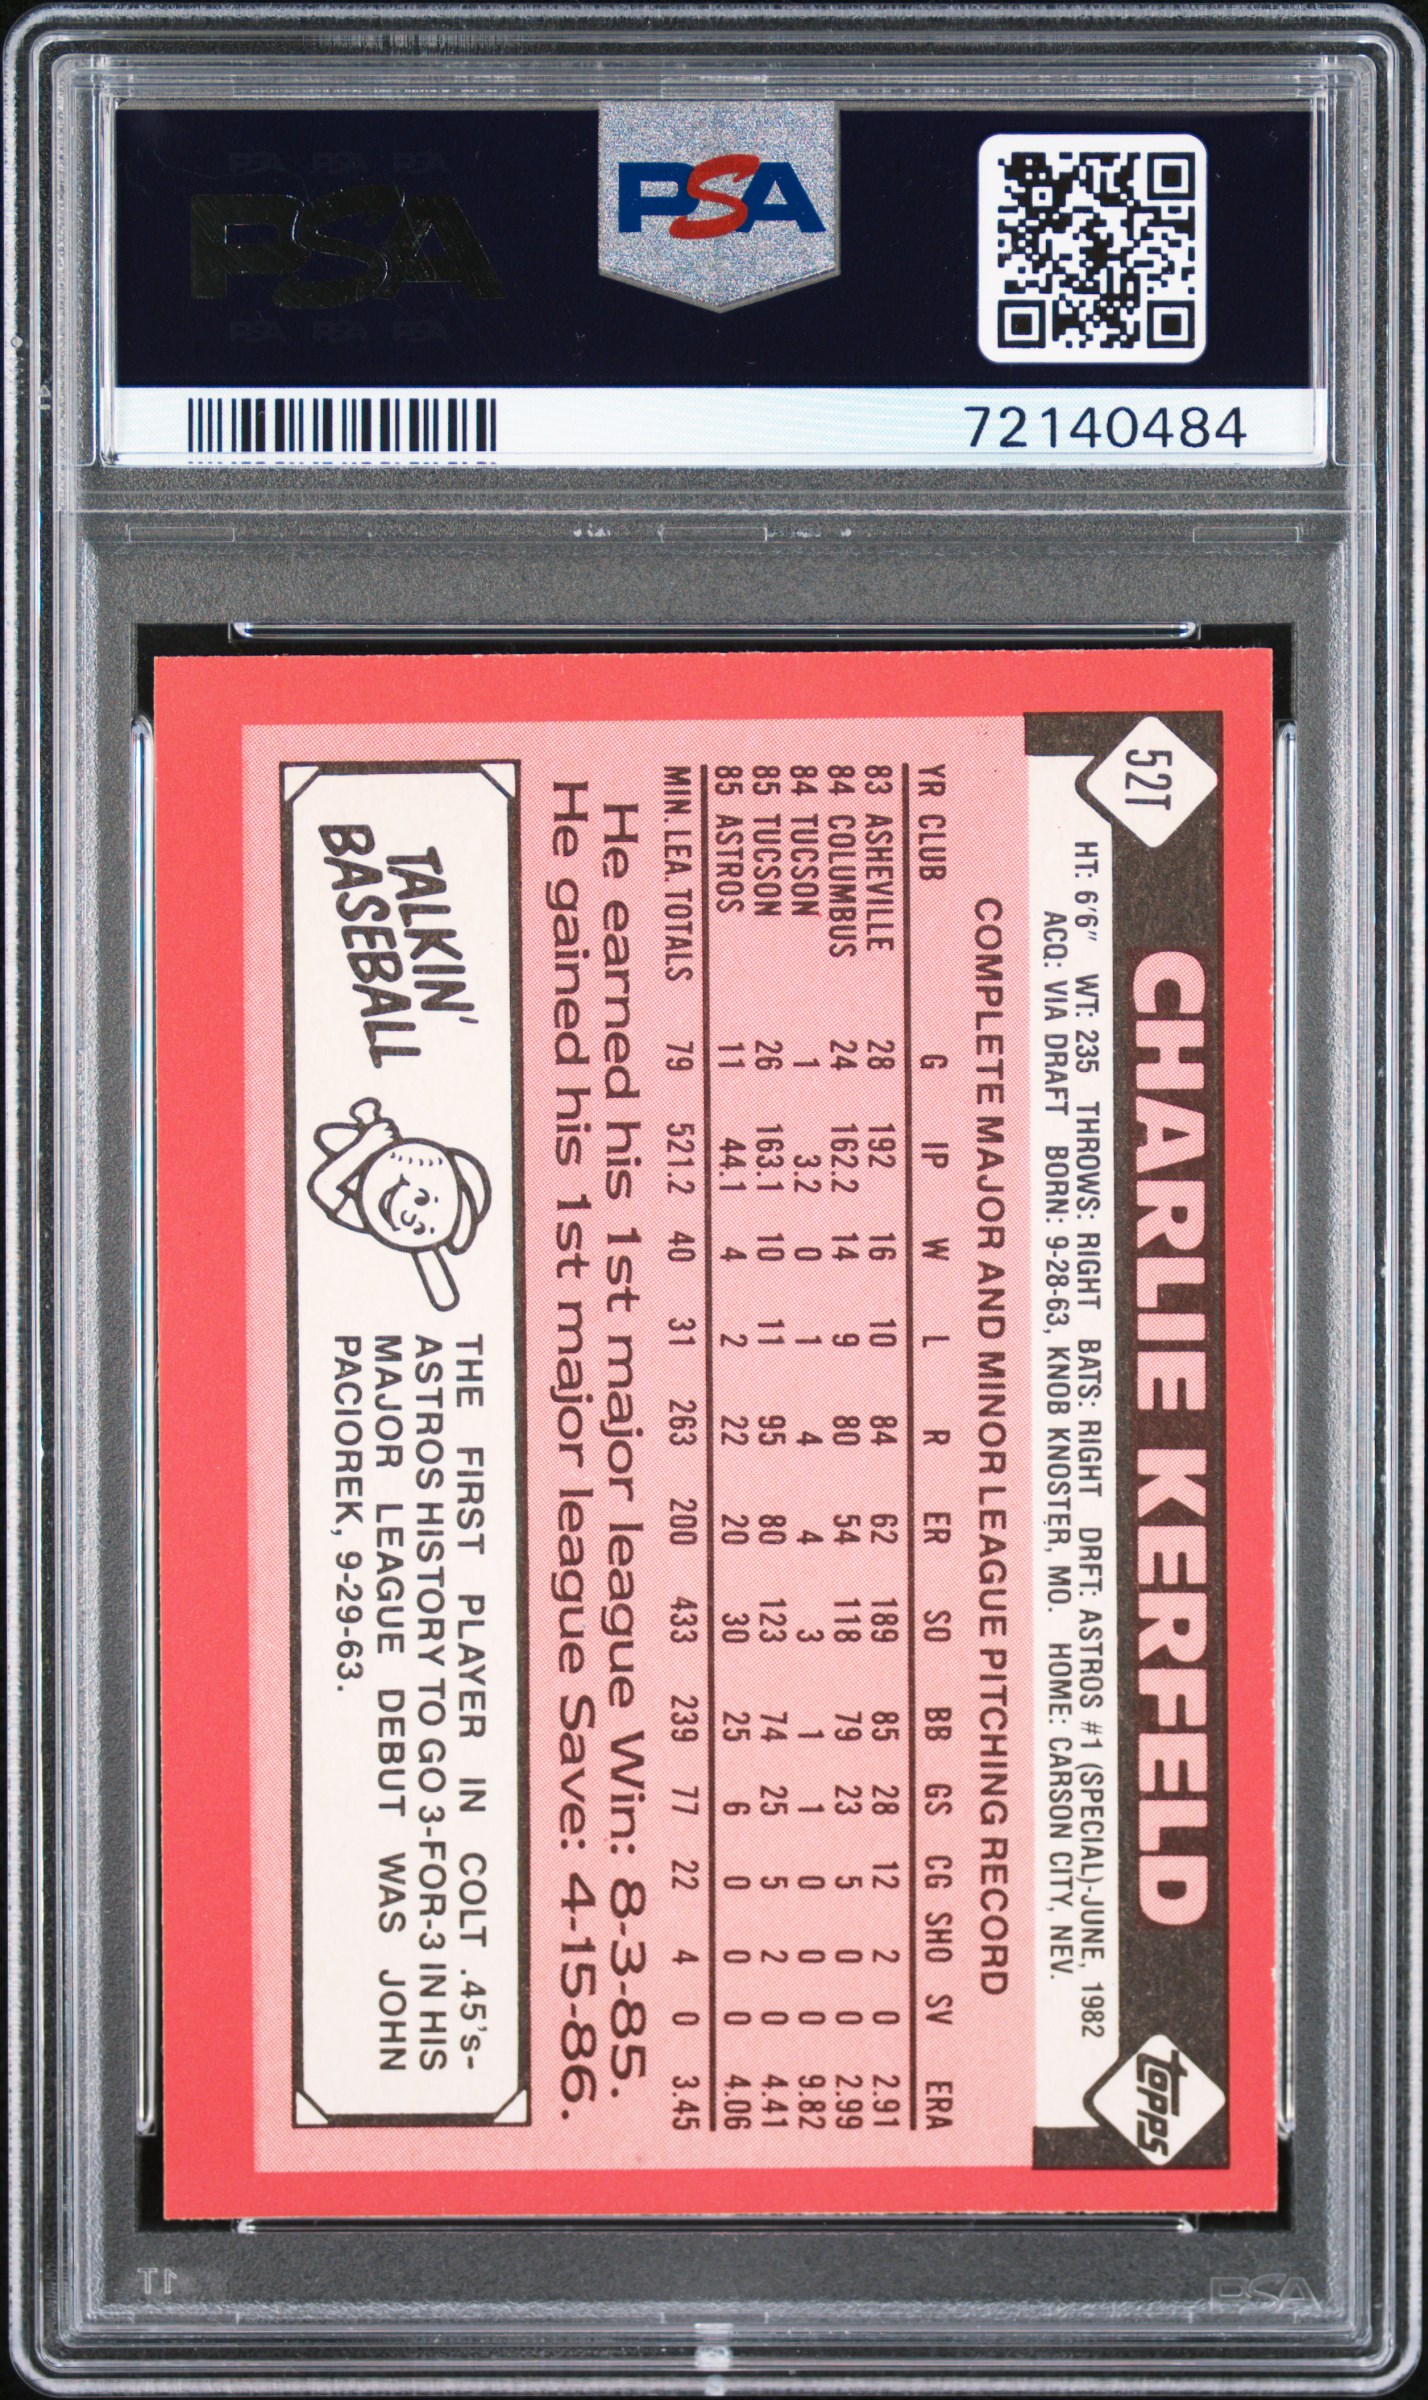 PSA PSA PSA
PSA
PSA PSA PSA
PSA
72140484
52T
CHARLIE KERFELD
topps
HT: 6'6" WT: 235 THROWS: RIGHT BATS: RIGHT DRFT: ASTROS #1 (SPECIAL)-JUNE, 1982
ACQ: VIA DRAFT BORN: 9-28-63, KNOB KNOSTER, MO. HOME: CARSON CITY, NEV.
COMPLETE MAJOR AND MINOR LEAGUE PITCHING RECORD
YR CLUB G IP W L R ER SO BB GS CG SHO SV ERA
83 ASHEVILLE 28 192 16 10 84 62 189 85 28 12 2 0 2.91
84 COLUMBUS 24 162.2 14 9 80 54 118 79 23 5 0 0 2.99
84 TUCSON 1 3.2 0 1 4 4 3 1 1 0 0 0 9.82
85 TUCSON 26 163.1 10 11 95 80 123 74 25 5 2 0 4.41
85 ASTROS 11 44.1 4 2 22 20 30 25 6 0 0 0 4.06
MIN. LEA. TOTALS 79 521.2 40 31 263 200 433 239 77 22 4 0 3.45
He earned his 1st major league Win: 8-3-85.
He gained his 1st major league Save: 4-15-86.
TALKIN'
BASEBALL
THE FIRST PLAYER IN COLT .45's-
ASTROS HISTORY TO GO 3-FOR-3 IN HIS
MAJOR LEAGUE DEBUT WAS JOHN
PACIOREK, 9-29-63.
PSA